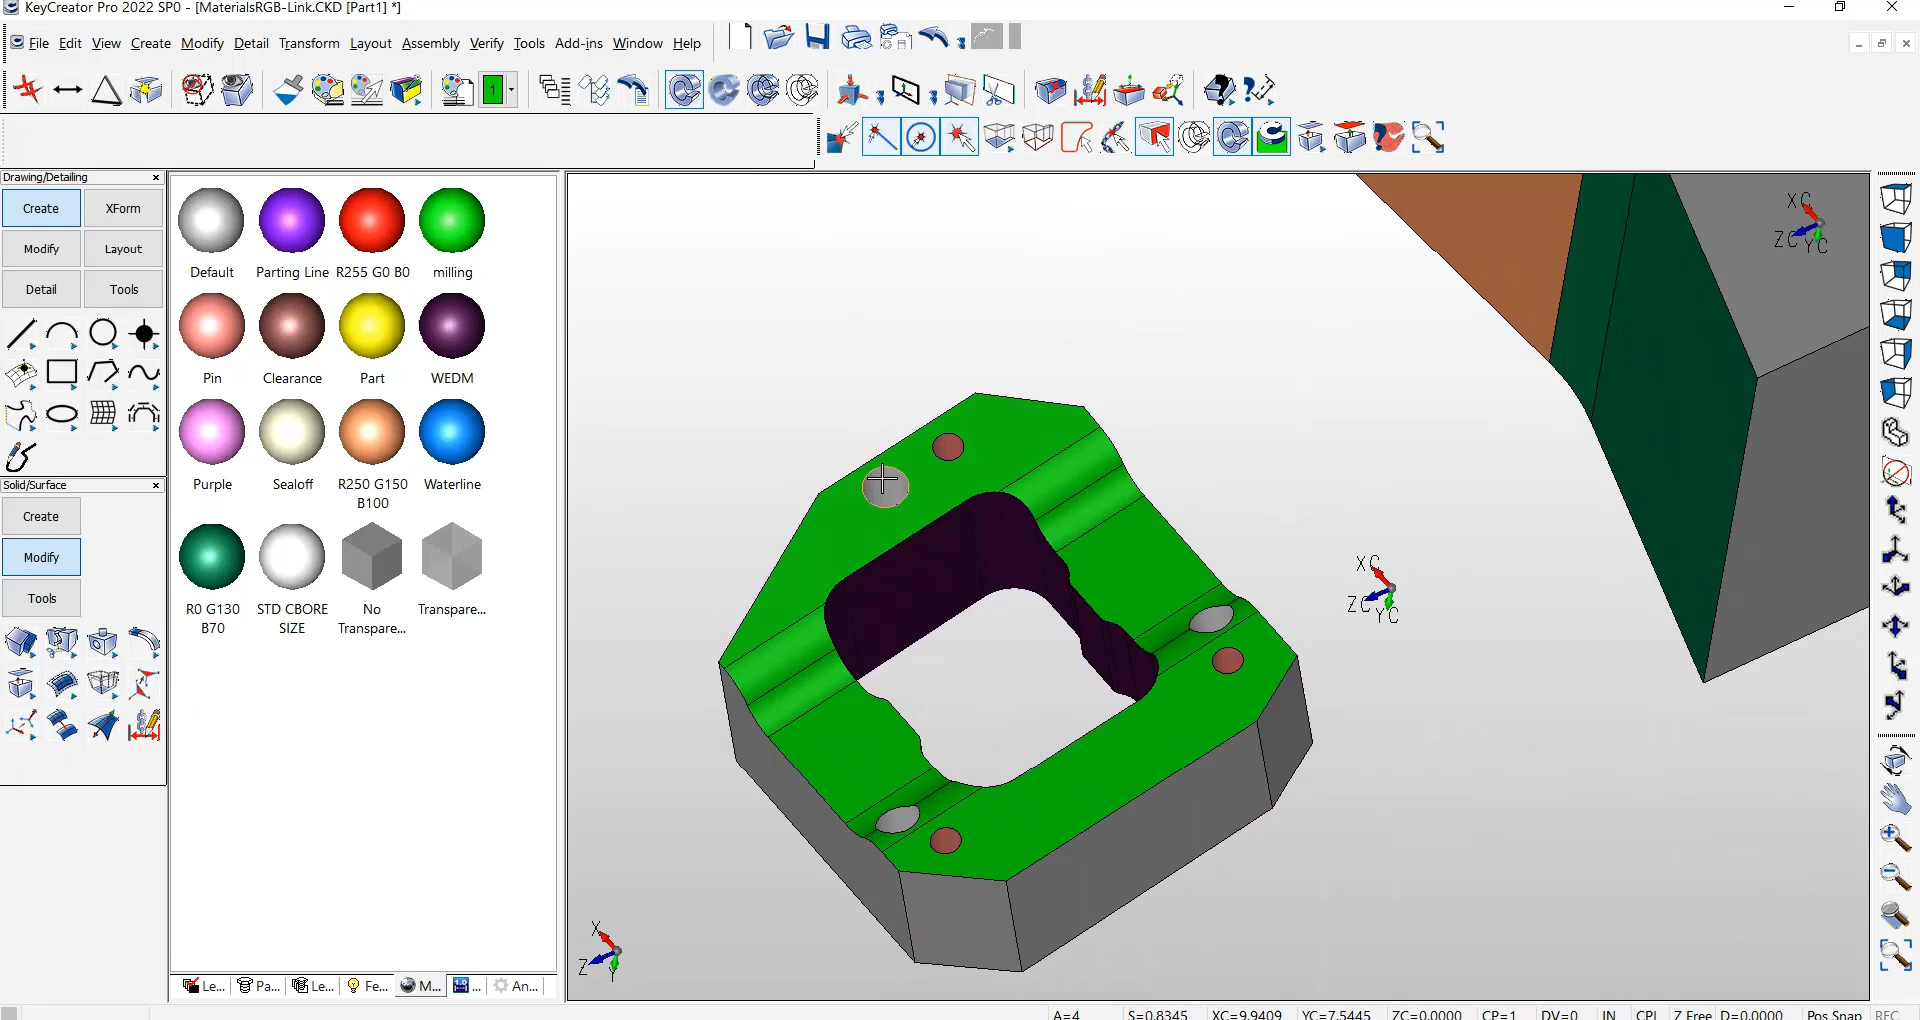 KeyCreator Pro 2022 SP0 - [MaterialsRGB-Link.CKD [Part1] *]
File Edit View Create Modify Detail Transform Layout Assembly Verify Tools Add-ins Window Help
1
Drawing/Detailing
Create XForm
Modify Layout
Detail Tools
Solid/Surface
Create
Modify
Tools
Default Parting Line R255 G0 B0 milling
Pin Clearance Part WEDM
Purple Sealoff R250 G150 B100 Waterline
R0 G130 B70 STD CBORE SIZE No Transpare... Transpare...
Le... Pa... Le... Fe... M... 1.0 ... An...
XC
ZC YC
XC
ZC YC
X
Z Y
A=4 S=0.8345 XC=9.9409 YC=7.5445 ZC=0.0000 CP=1 DV=0 IN CPL Z Free D=0.0000 Pos Snap REC